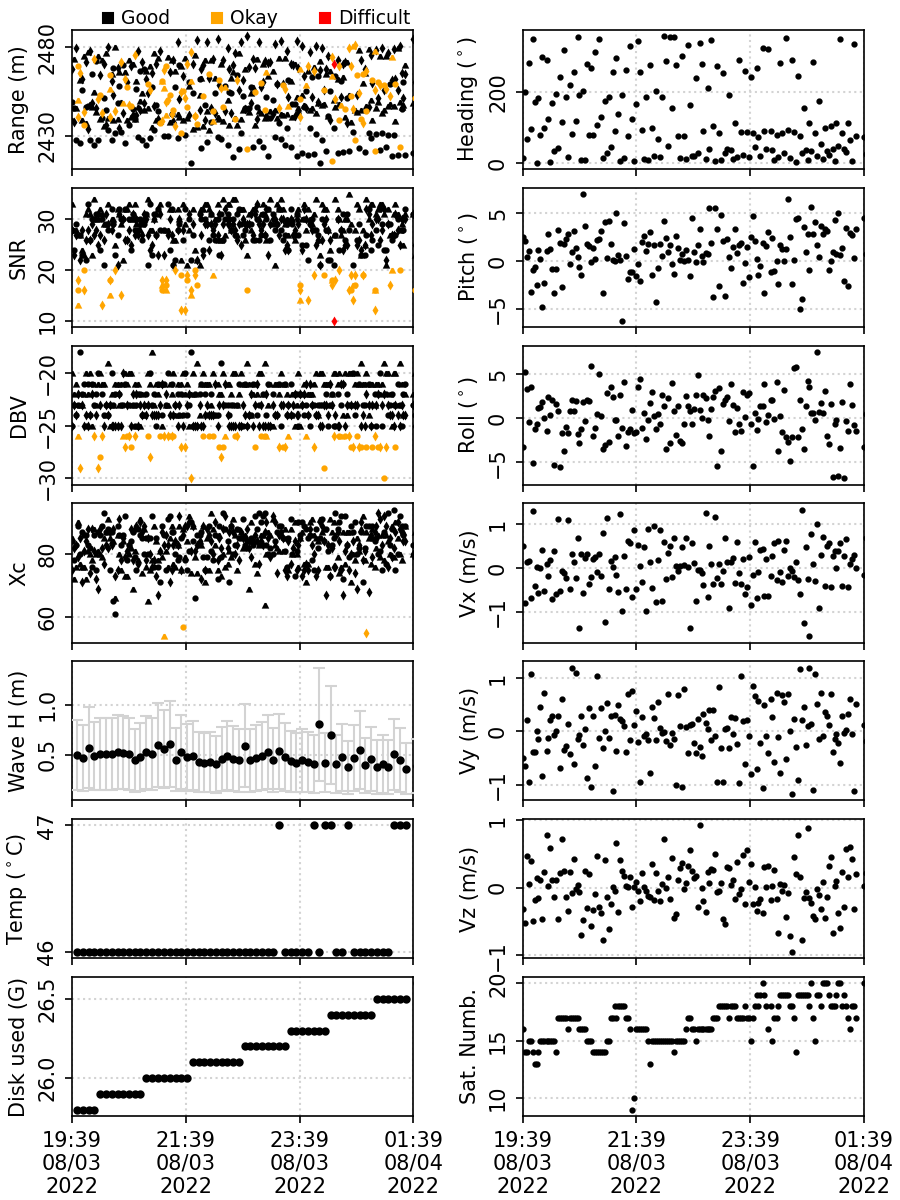 Good Okay Difficult
Range (m)
2480
2430
Heading (°)
200
0
SNR
30
20
10
Pitch (°)
5
0
−5
DBV
−20
−25
−30
Roll (°)
5
0
−5
Xc
80
60
Vx (m/s)
1
0
−1
Wave H (m)
1.0
0.5
Vy (m/s)
1
0
−1
Temp (°C)
47
46
Vz (m/s)
1
0
−1
Disk used (G)
26.5
26.0
Sat. Numb.
20
15
10
19:39 21:39 23:39 01:39
08/03 08/03 08/03 08/04
2022 2022 2022 2022
19:39 21:39 23:39 01:39
08/03 08/03 08/03 08/04
2022 2022 2022 2022